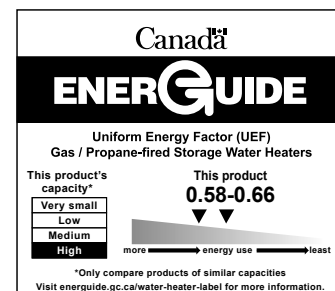 Canada
ENERGUIDE
Uniform Energy Factor (UEF)
Gas / Propane-fired Storage Water Heaters
This product's
capacity*
Very small
Low
Medium
High
This product
0.58-0.66
more energy use least
*Only compare products of similar capacities
Visit energuide.gc.ca/water-heater-label for more information.